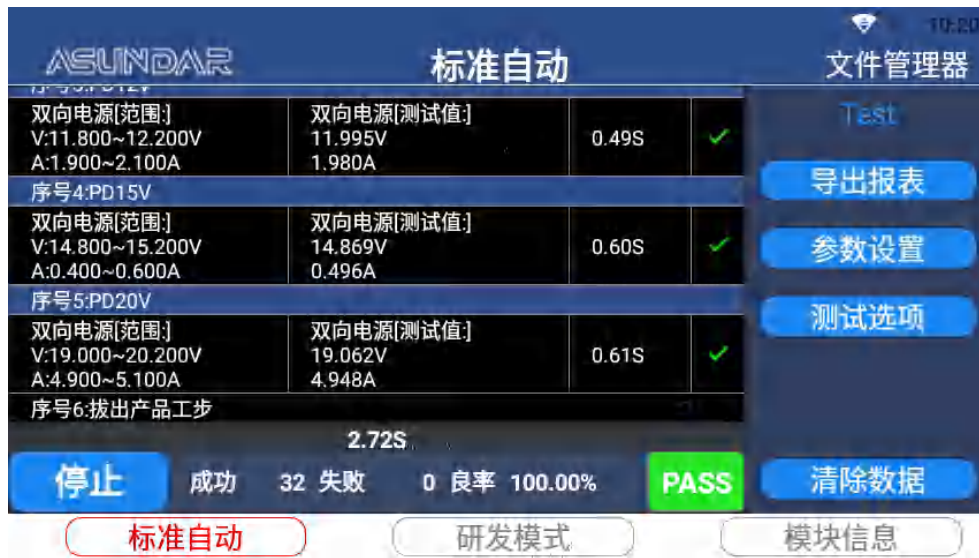 10:20
ASUNDAR
标准自动
文件管理器
序号3:PD12V
双向电源[范围:]
V:11.800~12.200V
A:1.900~2.100A
双向电源[测试值:]
11.995V
1.980A
0.49S
序号4:PD15V
双向电源[范围:]
V:14.800~15.200V
A:0.400~0.600A
双向电源[测试值:]
14.869V
0.496A
0.60S
序号5:PD20V
双向电源[范围:]
V:19.000~20.200V
A:4.900~5.100A
双向电源[测试值:]
19.062V
4.948A
0.61S
序号6:拔出产品工步
2.72S
停止
成功 32 失败 0 良率 100.00%
PASS
Test
导出报表
参数设置
测试选项
清除数据
标准自动
研发模式
模块信息